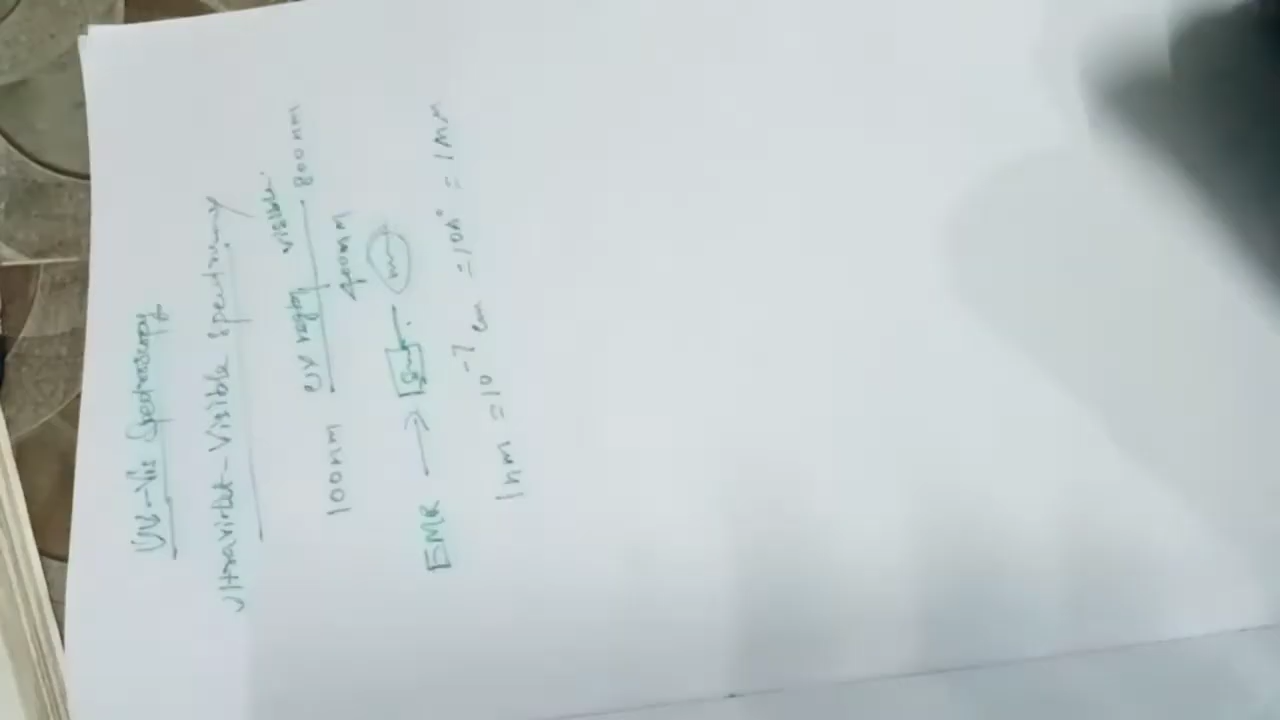 UV-Vis Spectroscopy
Ultraviolet-Visible Spectroscopy
UV region visible
100nm 800nm
400nm
EMR → m
1nm = 10⁻⁷ cm = 10A° = 1mμ